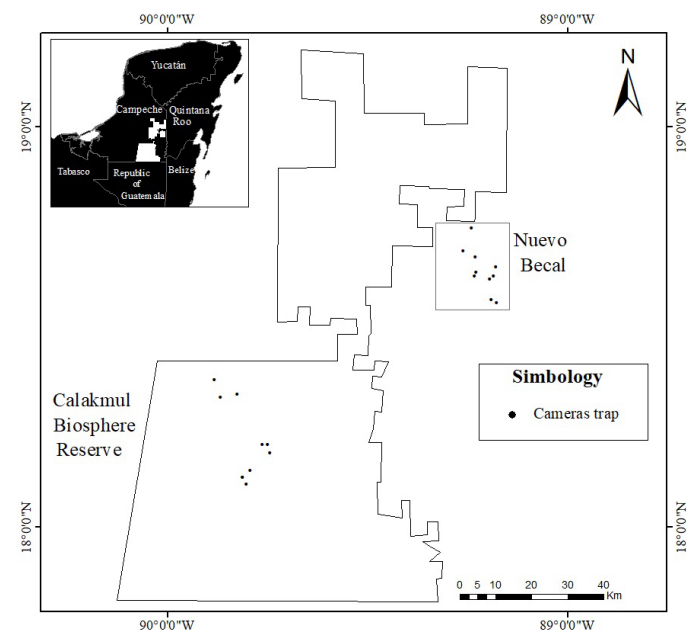 90°0'0"W 89°0'0"W
19°0'0"N 19°0'0"N
N
Yucatán
Campeche Quintana
Roo
Tabasco Republic Belize
of
Guatemala
Nuevo
Becal
Simbology
Cameras trap
Calakmul
Biosphere
Reserve
18°0'0"N 18°0'0"N
0 5 10 20 30 40
Km
90°0'0"W 89°0'0"W